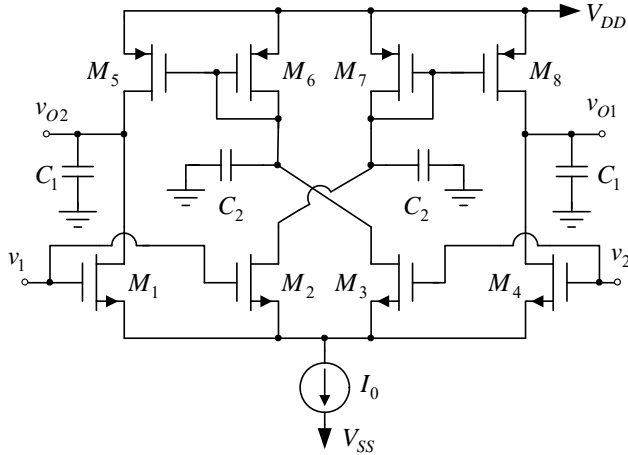 V_DD
M_5
M_6
M_7
M_8
v_O2
v_O1
C_1
C_2
C_2
C_1
v_1
M_1
M_2
M_3
M_4
v_2
I_0
V_SS